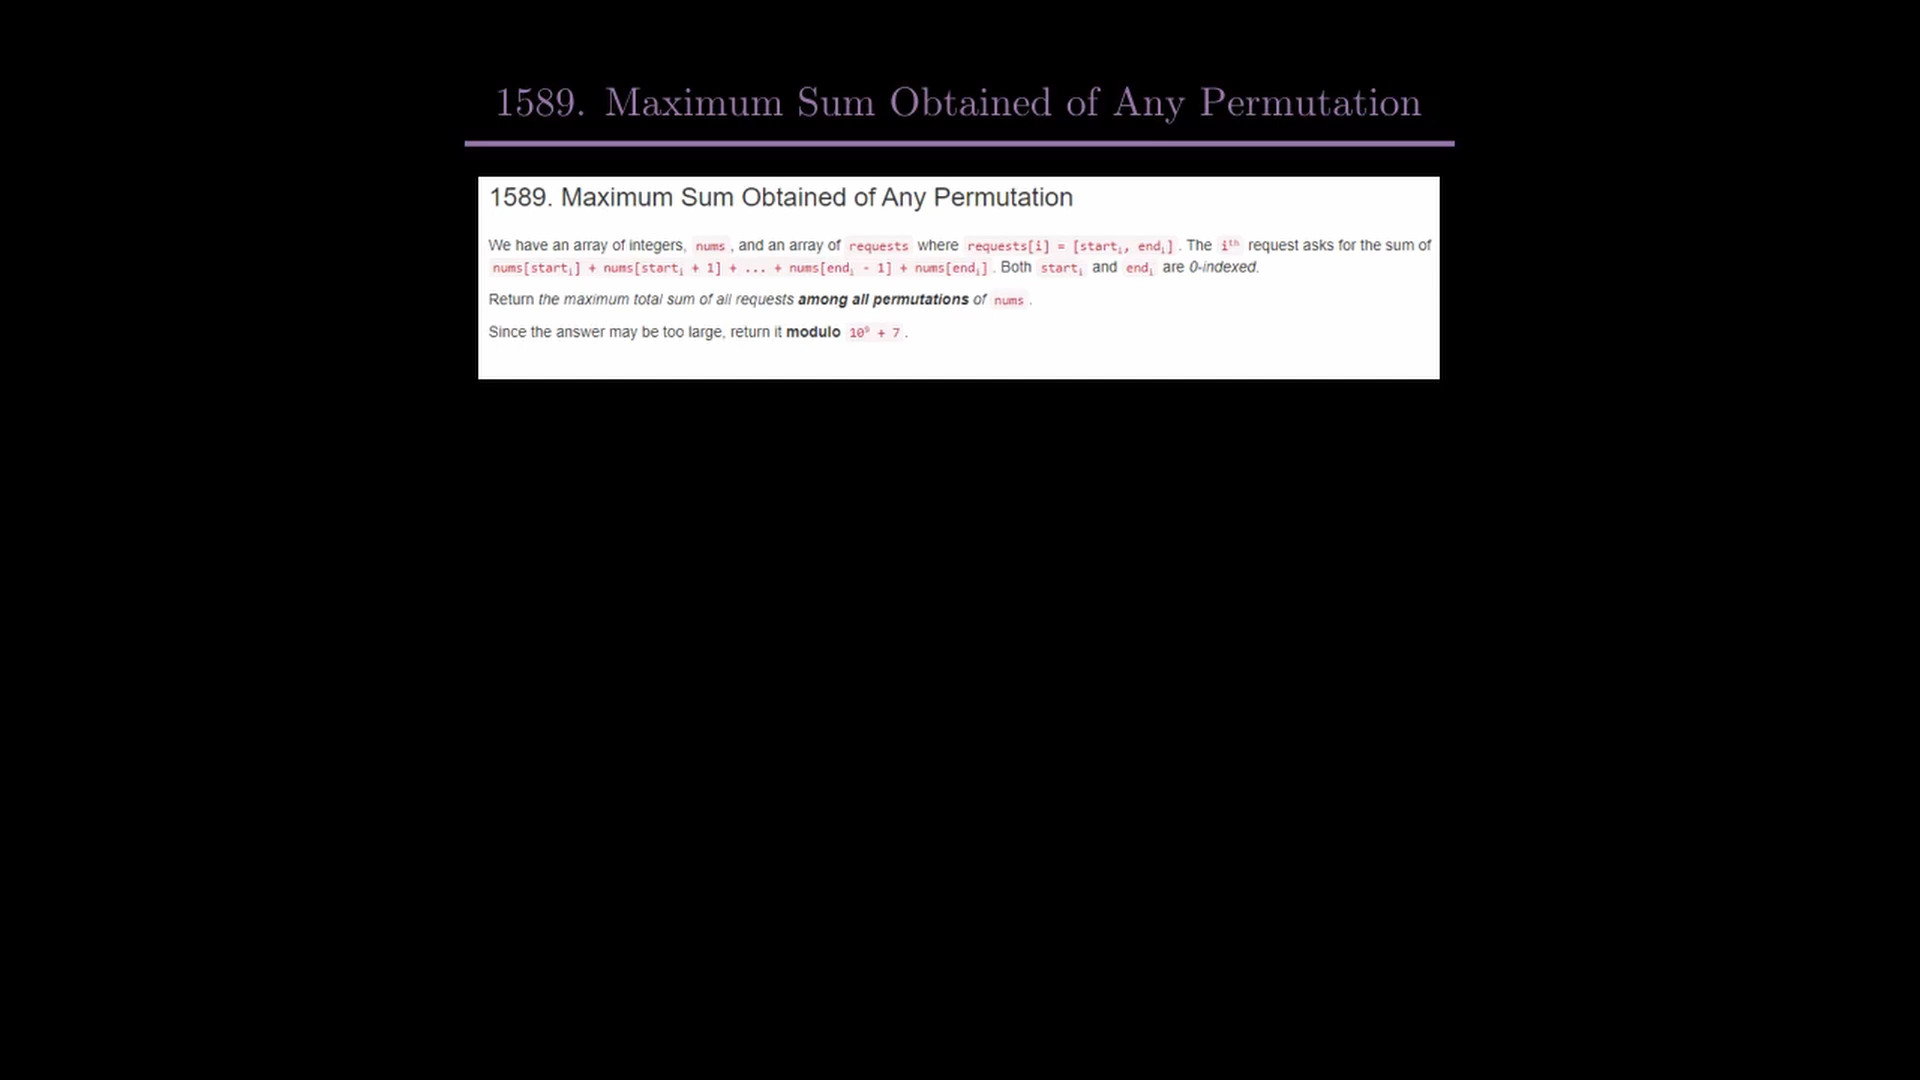 1589. Maximum Sum Obtained of Any Permutation
1589. Maximum Sum Obtained of Any Permutation
We have an array of integers, nums , and an array of requests where requests[i] = [startᵢ, endᵢ] . The iᵗʰ request asks for the sum of
nums[startᵢ] + nums[startᵢ + 1] + ... + nums[endᵢ - 1] + nums[endᵢ] . Both startᵢ and endᵢ are 0-indexed.
Return the maximum total sum of all requests among all permutations of nums .
Since the answer may be too large, return it modulo 10⁹ + 7 .